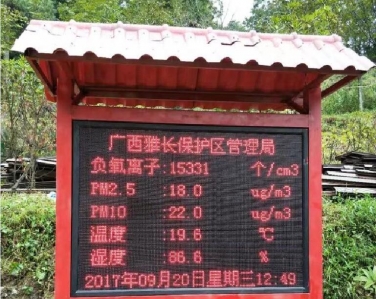 广西雅长保护区管理局
负氧离子:15331 个/cm3
PM2.5 :18.0 ug/m3
PM10 :22.0 ug/m3
温度 :19.6 ℃
湿度 :86.6 %
2017年09月20日星期三12:49